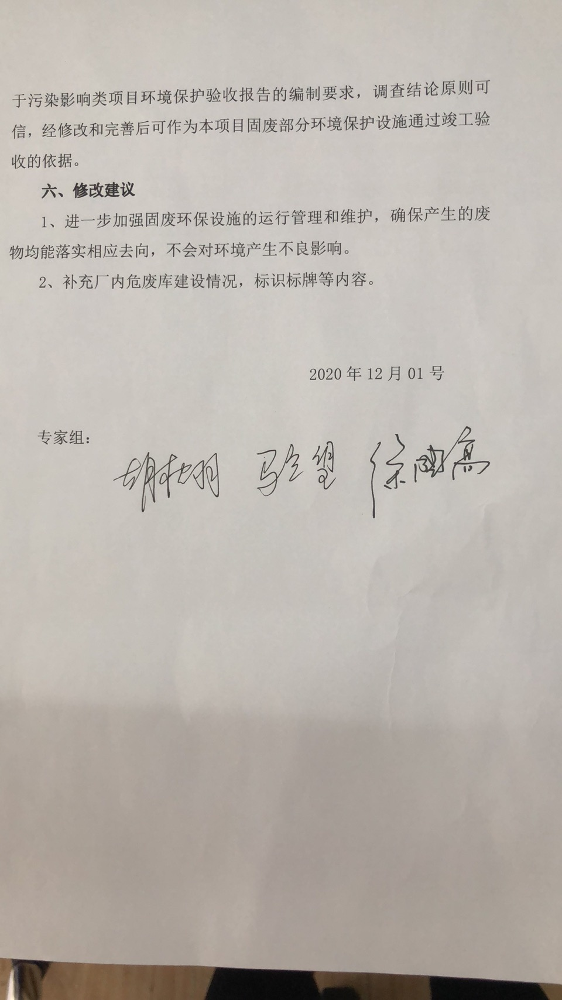 于污染影响类项目环境保护验收报告的编制要求，调查结论原则可
信，经修改和完善后可作为本项目固废部分环境保护设施通过竣工验
收的依据。
六、修改建议
1、进一步加强固废环保设施的运行管理和维护，确保产生的废
物均能落实相应去向，不会对环境产生不良影响。
2、补充厂内危废库建设情况，标识标牌等内容。
2020 年 12 月 01 号
专家组：